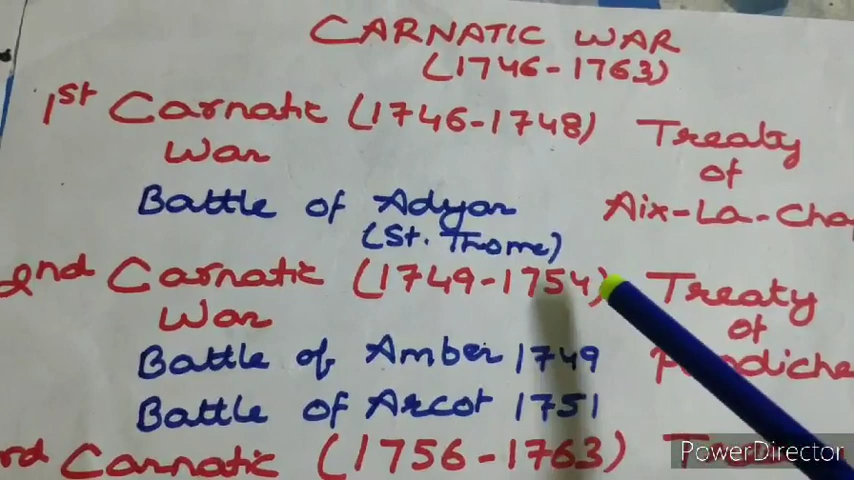 CARNATIC WAR
(1746-1763)
1st Carnatic (1746-1748) Treaty
War of
Battle of Adyar Aix-La-Chap
(St. Thome)
2nd Carnatic (1749-1754) Treaty
War of
Battle of Amber 1749
Battle of Arcot 1751
rd Carnatic (1756-1763)
PowerDirector